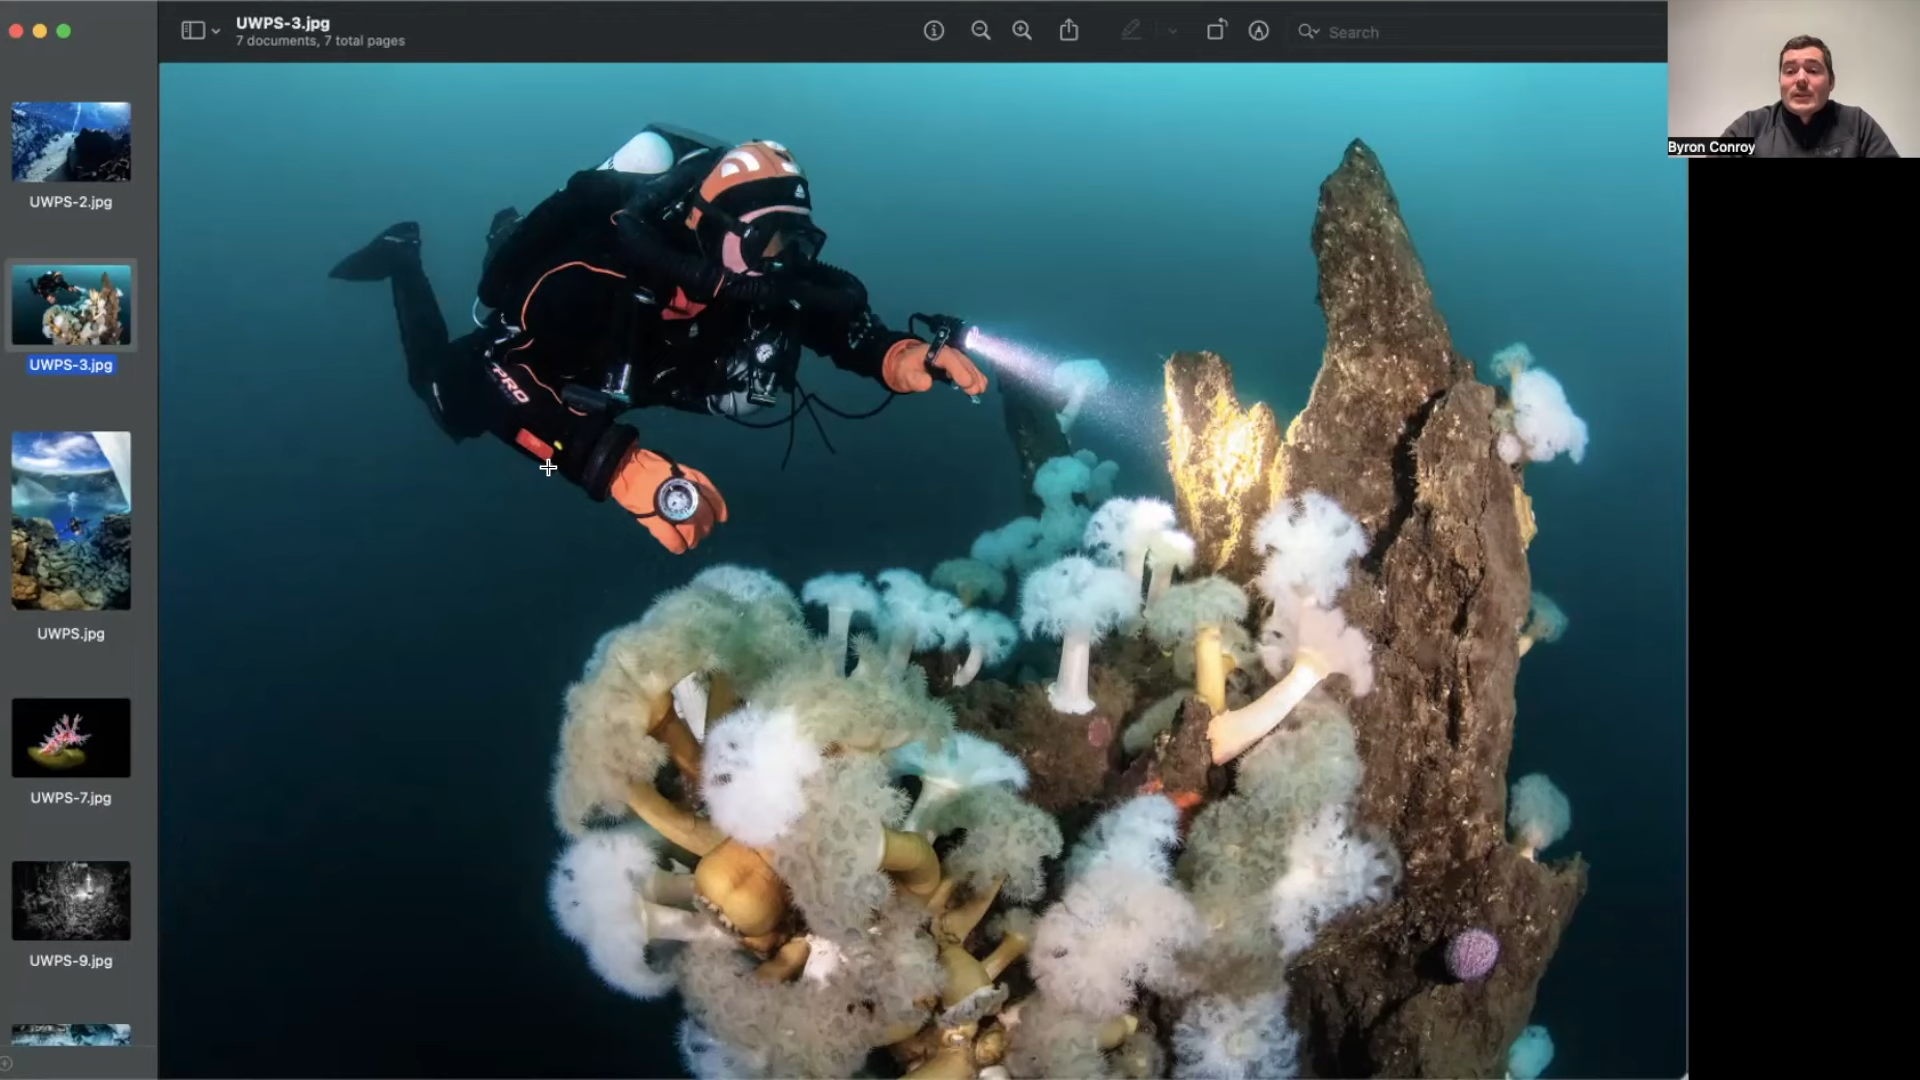 UWPS-3.jpg
7 documents, 7 total pages
Search
Byron Conroy
UWPS-2.jpg
UWPS-3.jpg
UWPS.jpg
UWPS-7.jpg
UWPS-9.jpg
PRO